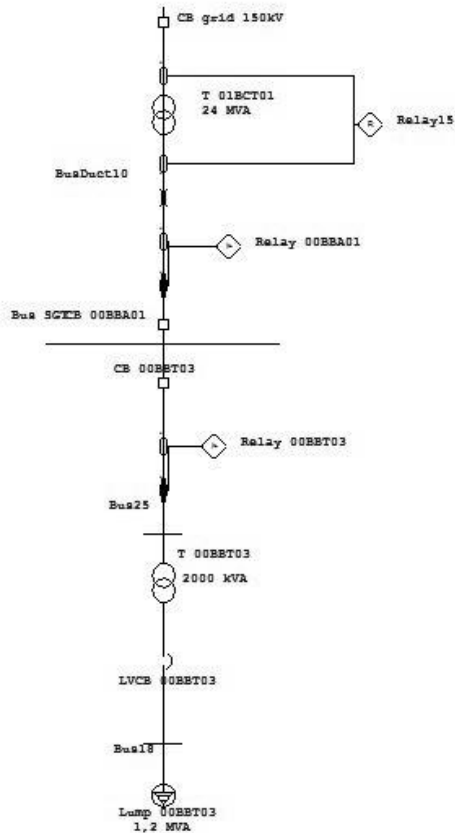 CB grid 150kV
T 01BCT01
24 MVA
R
Relay15
BusDuct10
Relay 00BBA01
Bus SGTCB 00BBA01
CB 00BBT03
Relay 00BBT03
Bus25
T 00BBT03
2000 kVA
LVCB 00BBT03
Bus18
Lump 00BBT03
1,2 MVA